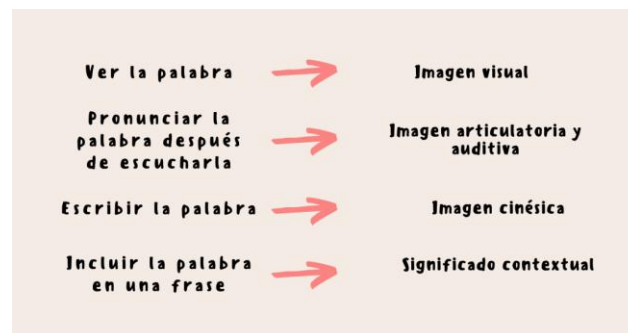 Ver la palabra
Imagen visual
Pronunciar la
palabra después
de escucharla
Imagen articulatoria y
auditiva
Escribir la palabra
Imagen cinésica
Incluir la palabra
en una frase
Significado contextual